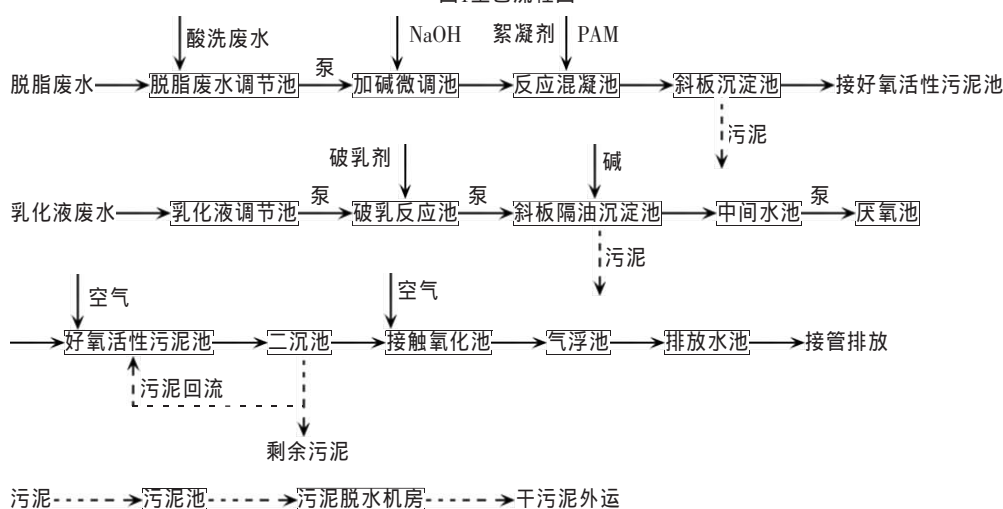 酸洗废水 NaOH 絮凝剂 PAM
脱脂废水 脱脂废水调节池 泵 加碱微调池 反应混凝池 斜板沉淀池 接好氧活性污泥池
污泥
破乳剂 碱
乳化液废水 乳化液调节池 泵 破乳反应池 泵 斜板隔油沉淀池 中间水池 泵 厌氧池
污泥
空气 空气
好氧活性污泥池 二沉池 接触氧化池 气浮池 排放水池 接管排放
污泥回流
剩余污泥
污泥 污泥池 污泥脱水机房 干污泥外运